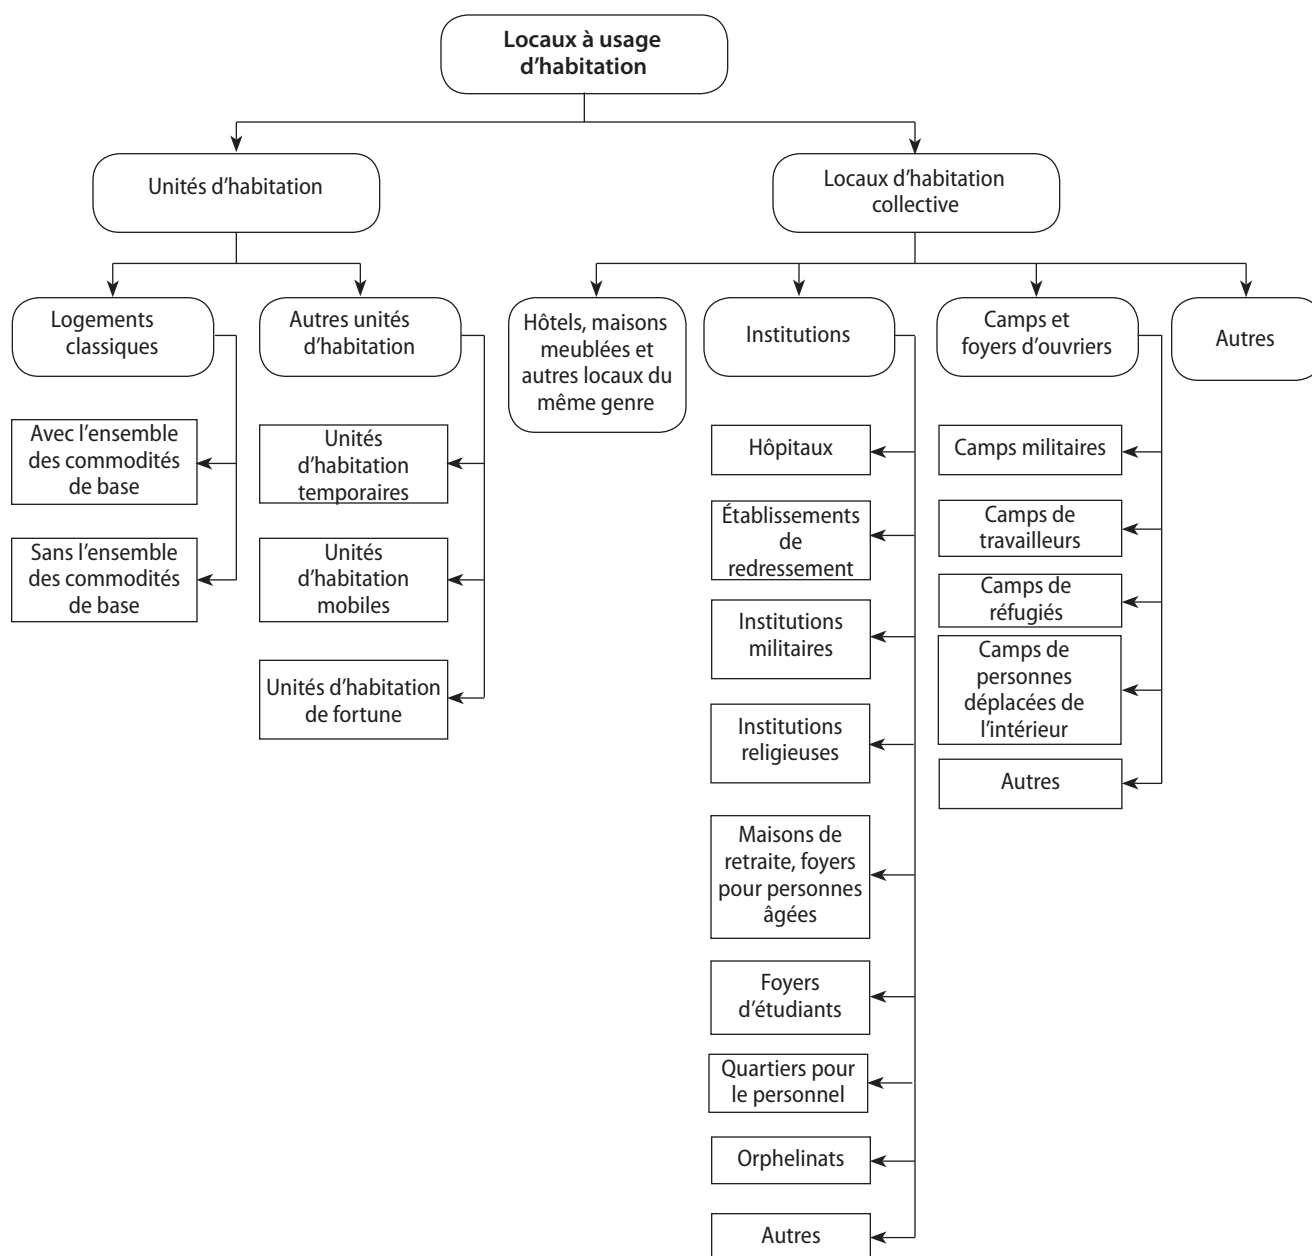 Locaux à usage
d'habitation
Unités d'habitation
Locaux d'habitation
collective
Logements
classiques
Autres unités
d'habitation
Hôtels, maisons
meublées et
autres locaux du
même genre
Institutions
Camps et
foyers d'ouvriers
Autres
Avec l'ensemble
des commodités
de base
Sans l'ensemble
des commodités
de base
Unités
d'habitation
temporaires
Unités
d'habitation
mobiles
Unités d'habitation
de fortune
Hôpitaux
Établissements
de
redressement
Institutions
militaires
Institutions
religieuses
Maisons de
retraite, foyers
pour personnes
âgées
Foyers
d'étudiants
Quartiers pour
le personnel
Orphelinats
Autres
Camps militaires
Camps de
travailleurs
Camps de
réfugiés
Camps de
personnes
déplacées de
l'intérieur
Autres